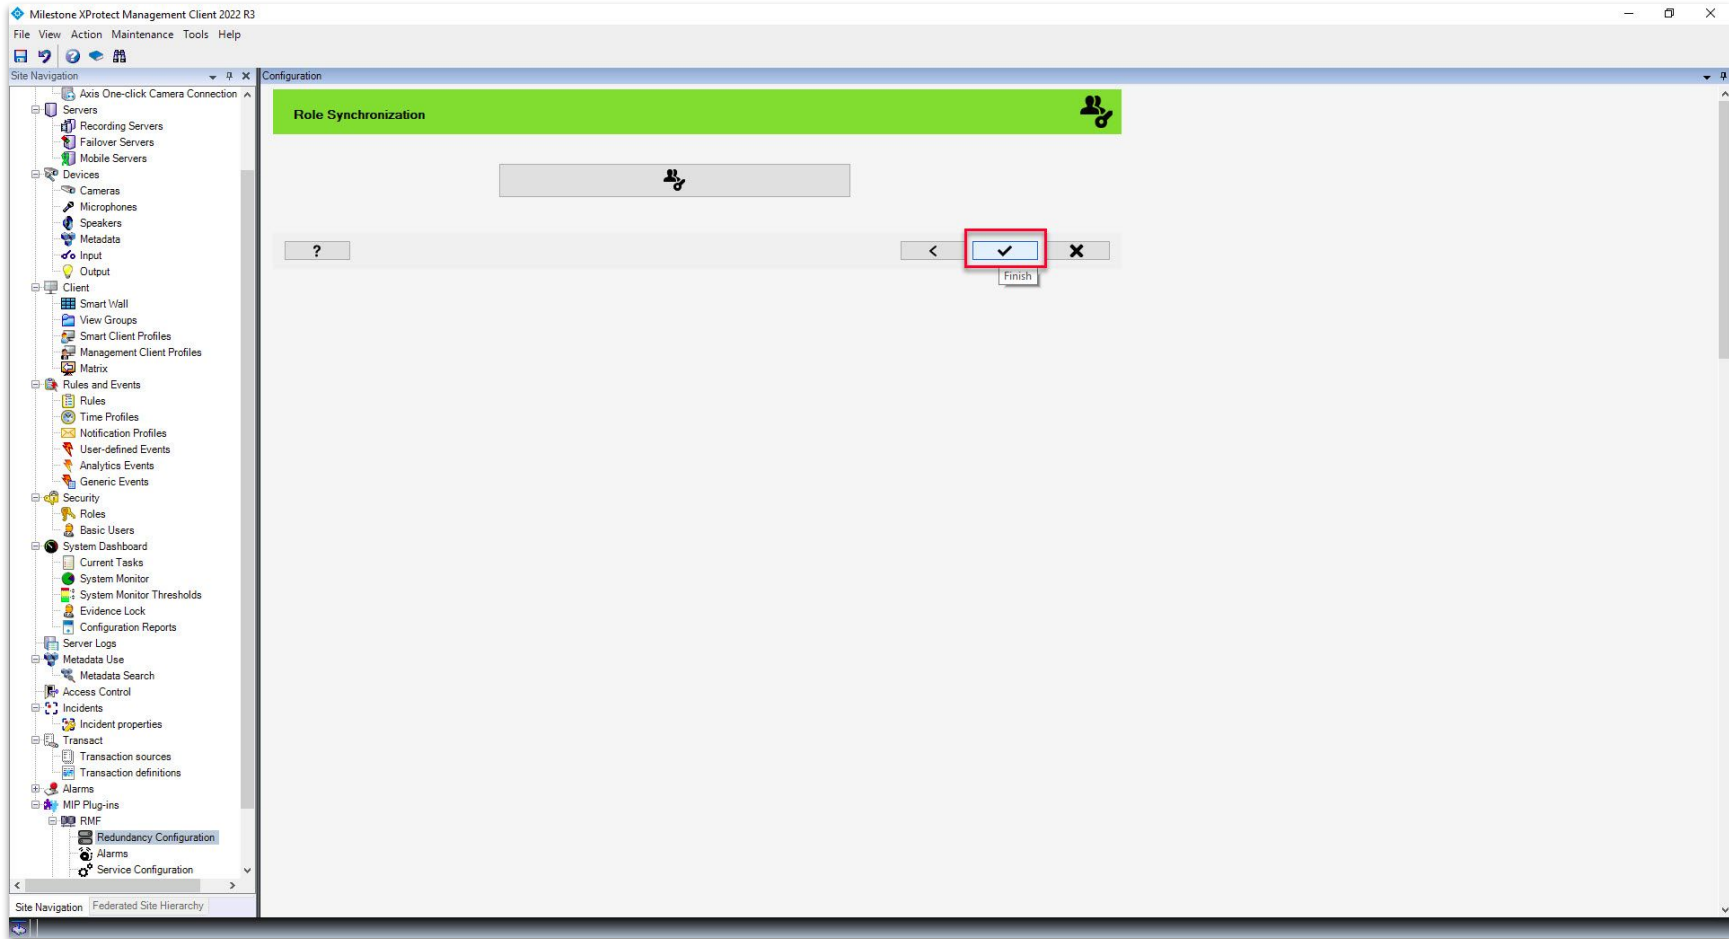 Milestone XProtect Management Client 2022 R3
File View Action Maintenance Tools Help
Site Navigation
Configuration
Axis One-click Camera Connection
Servers
Recording Servers
Failover Servers
Mobile Servers
Devices
Cameras
Microphones
Speakers
Metadata
Input
Output
Client
Smart Wall
View Groups
Smart Client Profiles
Management Client Profiles
Matrix
Rules and Events
Rules
Time Profiles
Notification Profiles
User-defined Events
Analytics Events
Generic Events
Security
Roles
Basic Users
System Dashboard
Current Tasks
System Monitor
System Monitor Thresholds
Evidence Lock
Configuration Reports
Server Logs
Metadata Use
Metadata Search
Access Control
Incidents
Incident properties
Transact
Transaction sources
Transaction definitions
Alarms
MIP Plug-ins
RMF
Redundancy Configuration
Alarms
Service Configuration
Site Navigation Federated Site Hierarchy
Role Synchronization
?
<
Finish